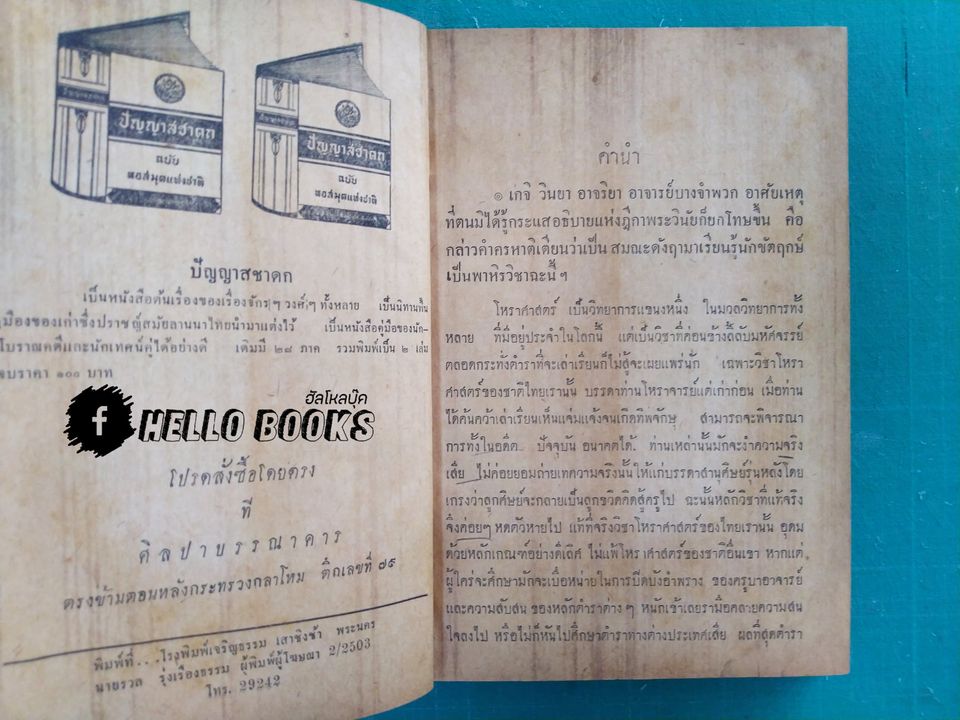 ปัญญาสชาดก
ฉบับ
หอสมุดแห่งชาติ
ปัญญาสชาดก
ฉบับ
หอสมุดแห่งชาติ
ปัญญาสชาดก
เป็นหนังสือต้นเรื่องของเรื่องจักร์ๆ วงศ์ๆ ทั้งหลาย เป็นนิทานพื้น
เมืองของเก่าซึ่งปราชญ์สมัยลานนาไทยนำมาแต่งไว้ เป็นหนังสือคู่มือของนัก-
โบราณคดีและนักเทศน์คู่ได้อย่างดี เดิมมี ๒๘ ภาค รวมพิมพ์เป็น ๒ เล่ม
จบราคา ๑๐๐ บาท
ฮัลโหลบุ๊ค
f HELLO BOOKS
โปรดสั่งซื้อโดยตรง
ที่
ศิลปาบรรณาคาร
ตรงข้ามตอนหลังกระทรวงกลาโหม ตึกเลขที่ ๗๕
พิมพ์ที่...โรงพิมพ์เจริญธรรม เสาชิงช้า พระนคร
นายรวล รุ่งเรืองธรรม ผู้พิมพ์ผู้โฆษณา 2/2503
โทร. 29242
คำนำ
๑ เกจิ วินยา อาจริยา อาจารย์บางจำพวก อาศัยเหตุ
ที่ตนมิได้รู้กระแสอธิบายแห่งฎีกาพระวินัยก็ยกโทษขึ้น คือ
กล่าวคำครหาติเตียนว่าเป็น สมณะดังฤามาเรียนรู้นักขัตฤกษ์
เป็นพาหิรวิชาฉะนี้ ฯ
โหราศาสตร์ เป็นวิทยาการแขนงหนึ่ง ในมวลวิทยาการทั้ง
หลาย ที่มีอยู่ประจำในโลกนี้ แต่เป็นวิชาที่ค่อนข้างลี้ลับมหัศจรรย์
ตลอดกระทั่งตำราที่จะเล่าเรียนก็ไม่สู้จะเผยแพร่นัก เฉพาะวิชาโหรา
ศาสตร์ของชาติไทยเรานั้น บรรดาท่านโหราจารย์แต่เก่าก่อน เมื่อท่าน
ได้ค้นคว้าเล่าเรียนเห็นแจ่มแจ้งจนเกิดทิพจักษุ สามารถจะพิจารณา
การทั้งในอดีต ปัจจุบัน อนาคตได้. ท่านเหล่านั้นมักจะงำความจริง
เสีย ไม่ค่อยยอมถ่ายเทความจริงนั้น ให้แก่บรรดาสานุศิษย์รุ่นหลังโดย
เกรงว่าลูกศิษย์จะกลายเป็นลูกชวิดคิดสู้ครูไป ฉะนั้นหลักวิชาที่แท้จริง
จึงค่อยๆ หดตัวหายไป แท้ที่จริงวิชาโหราศาสตร์ของไทยเรานั้น อุดม
ด้วยหลักเกณฑ์อย่างดีเลิศ ไม่แพ้โหราศาสตร์ของชาติอื่นเขา หากแต่
ผู้ใคร่จะศึกษามักจะเบื่อหน่ายในการปิดบังอำพราง ของครูบาอาจารย์
และความสับสน ของหลักตำราต่างๆ หนักเข้าเลยรามือคลายความสน
ใจลงไป หรือไม่ก็หันไปศึกษาตำราทางต่างประเทศเสีย ผลที่สุดตำรา